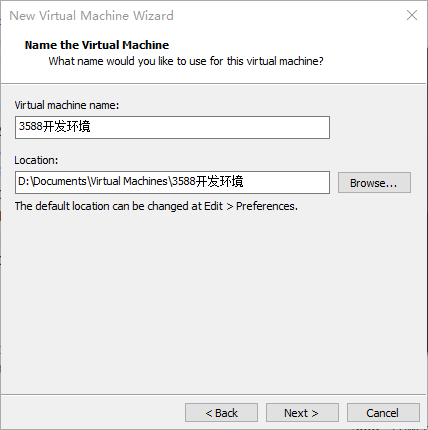 New Virtual Machine Wizard
Name the Virtual Machine
What name would you like to use for this virtual machine?
Virtual machine name:
3588开发环境
Location:
D:\Documents\Virtual Machines\3588开发环境
Browse...
The default location can be changed at Edit > Preferences.
< Back
Next >
Cancel